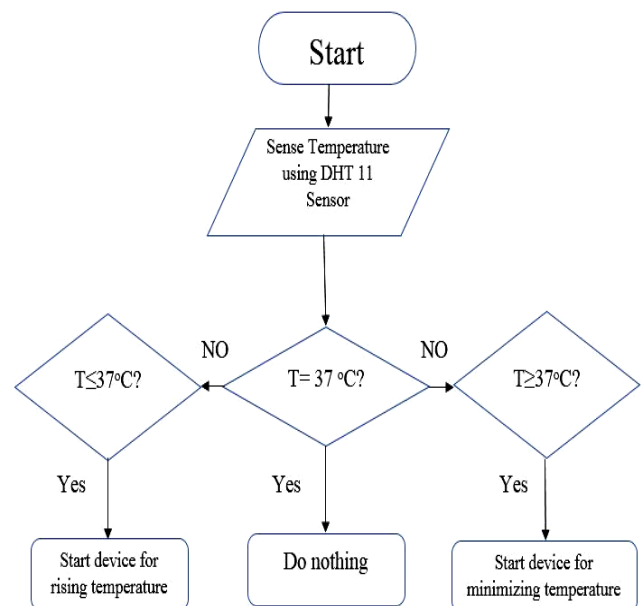 Start
Sense Temperature
using DHT 11
Sensor
NO
NO
T≤37°C?
T= 37 °C?
T≥37°C?
Yes
Yes
Yes
Start device for
rising temperature
Do nothing
Start device for
minimizing temperature